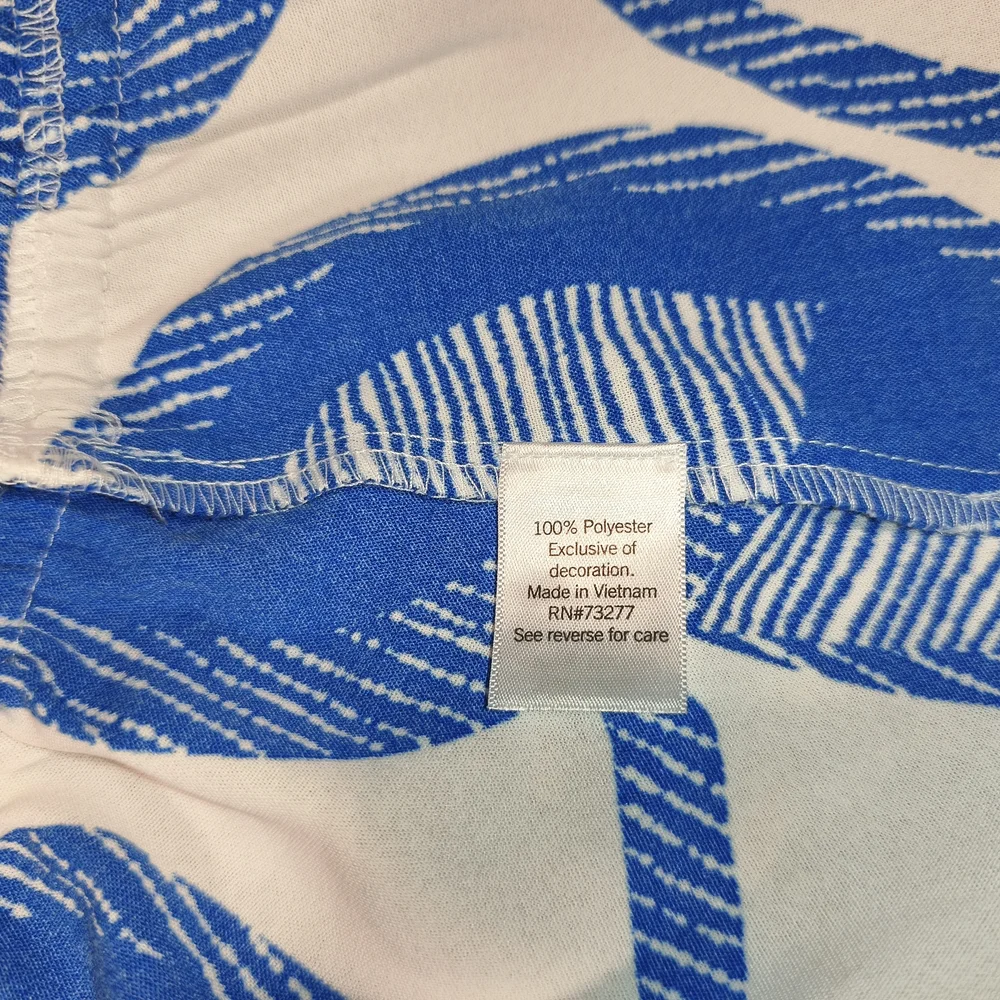 100% Polyester
Exclusive of
decoration.
Made in Vietnam
RN#73277
See reverse for care